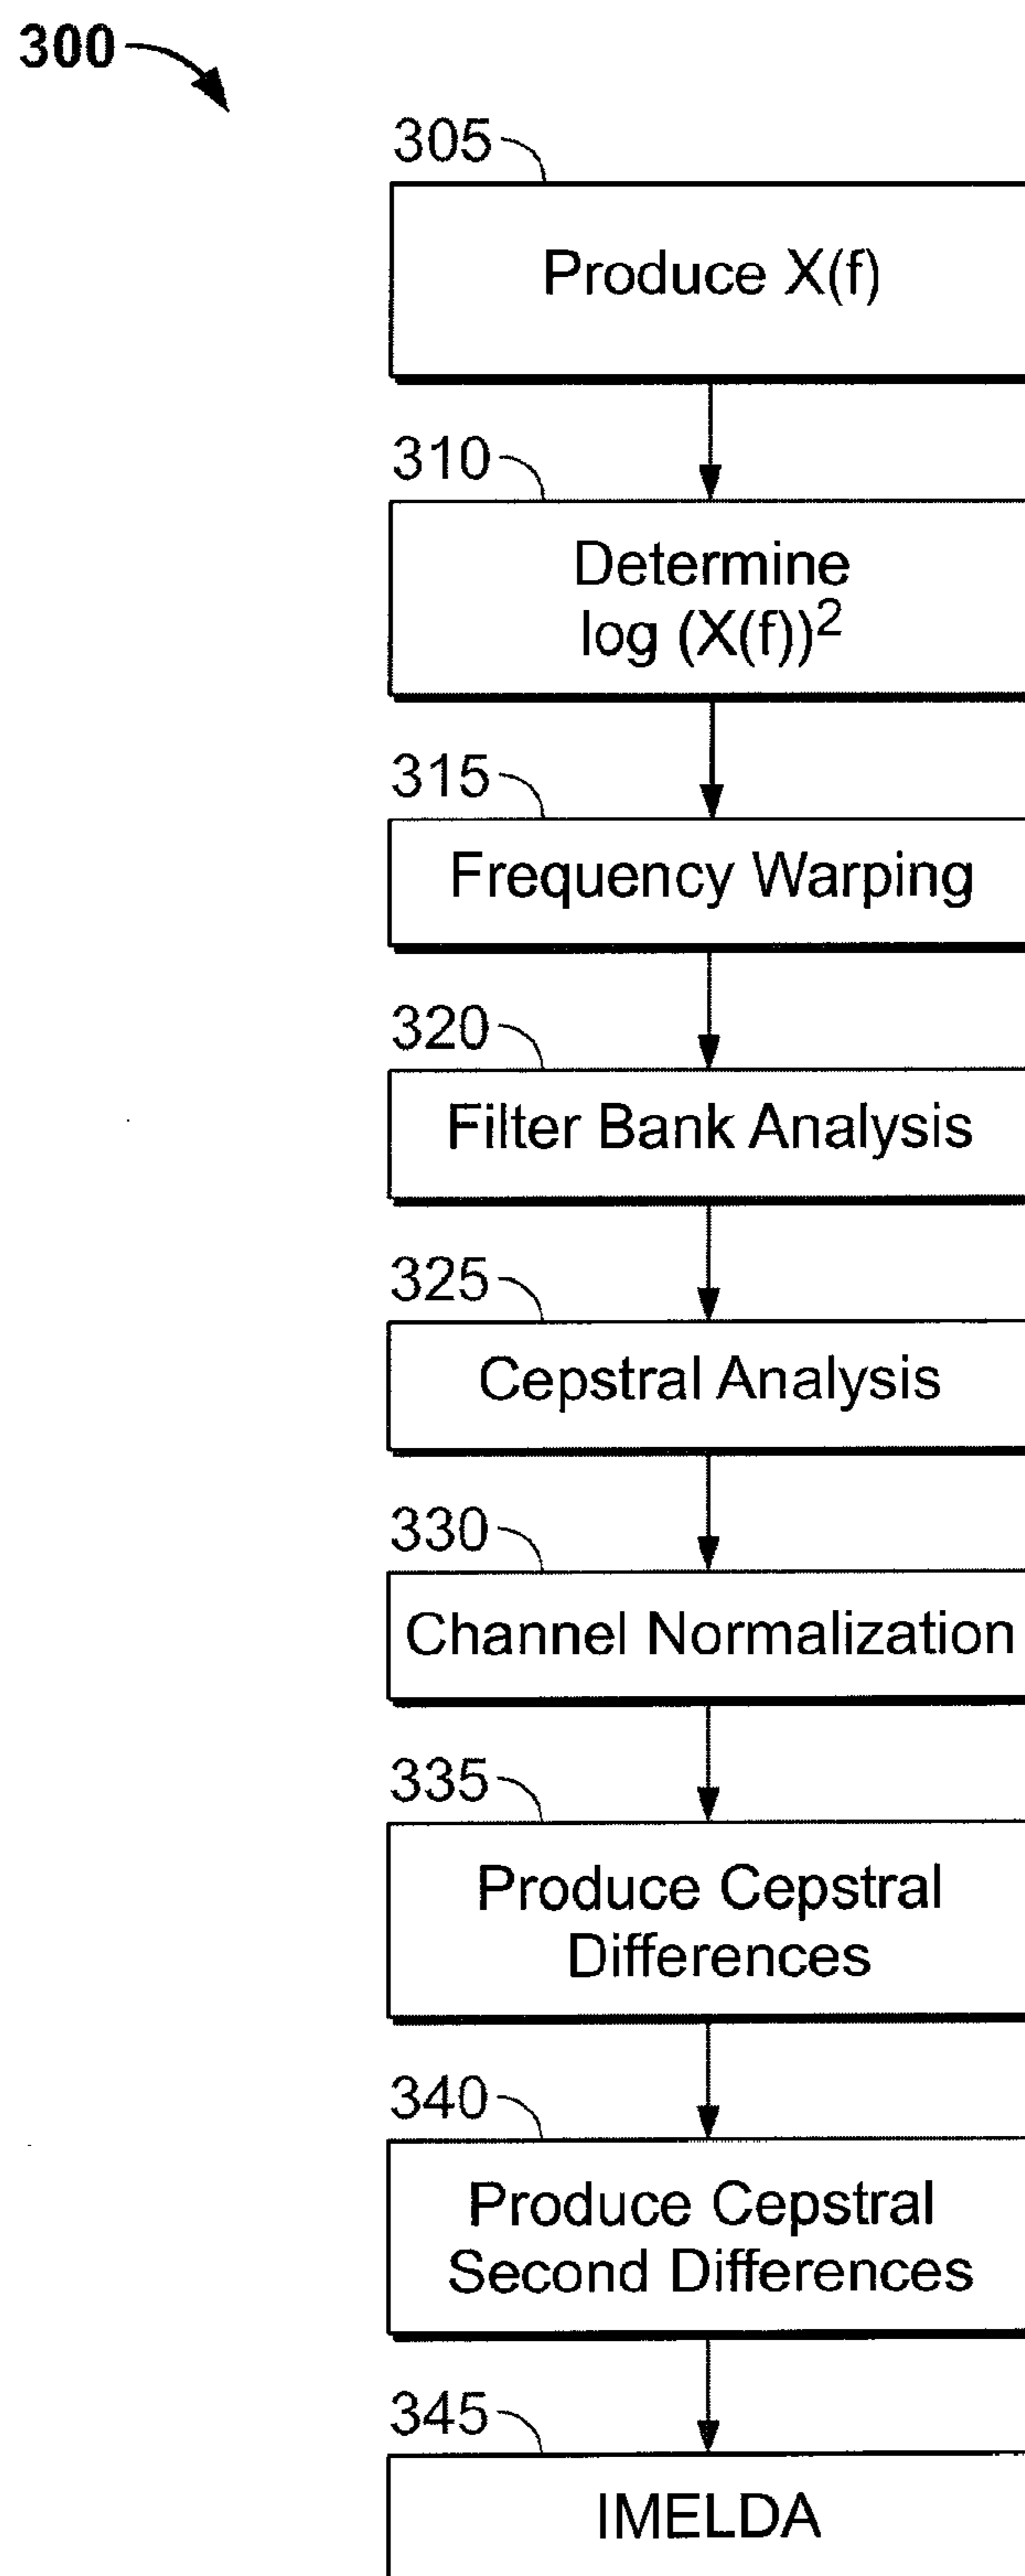 300
305
Produce X(f)
310
Determine
log (X(f))²
315
Frequency Warping
320
Filter Bank Analysis
325
Cepstral Analysis
330
Channel Normalization
335
Produce Cepstral
Differences
340
Produce Cepstral
Second Differences
345
IMELDA